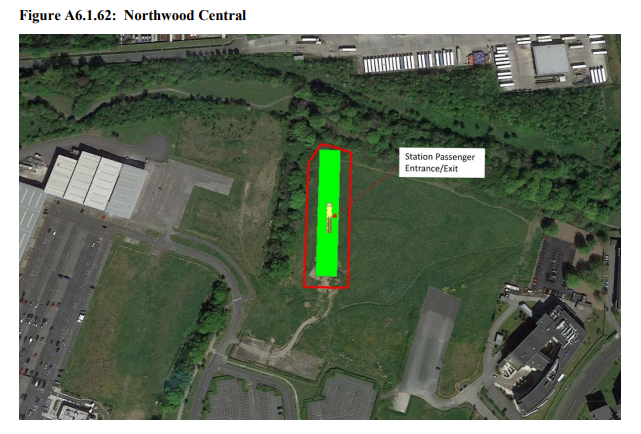 Figure A6.1.62: Northwood Central
Station Passenger
Entrance/Exit